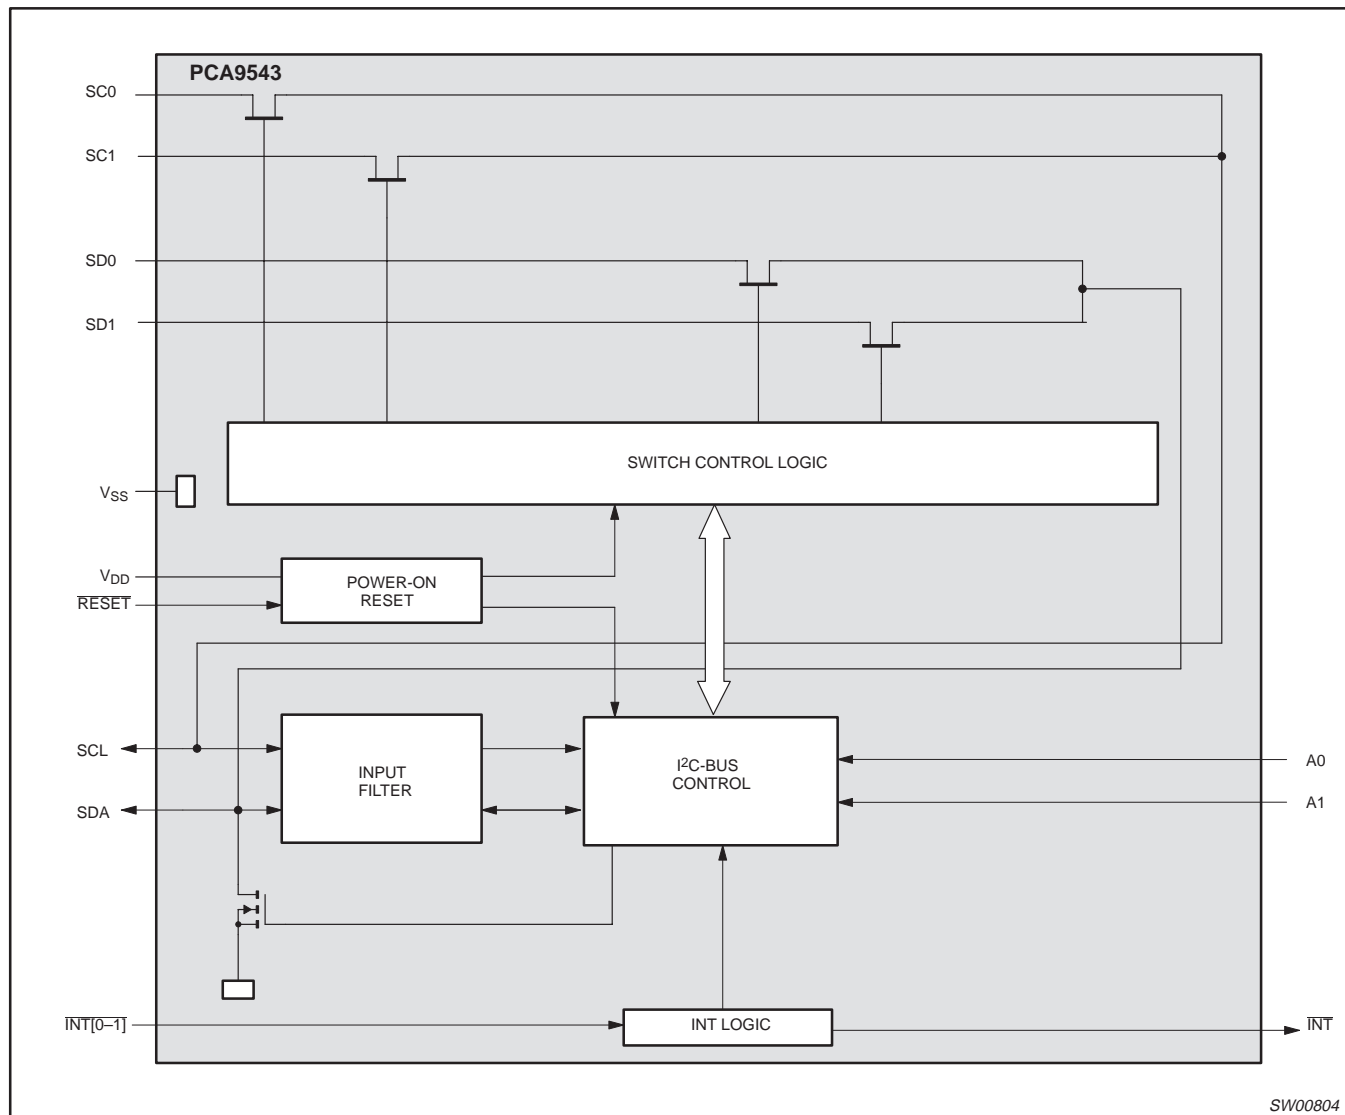 PCA9543
SC0
SC1
SD0
SD1
SWITCH CONTROL LOGIC
VSS
VDD
POWER-ON
RESET
RESET
SCL
INPUT
FILTER
I²C-BUS
CONTROL
A0
SDA
A1
INT[0–1]
INT LOGIC
INT
SW00804